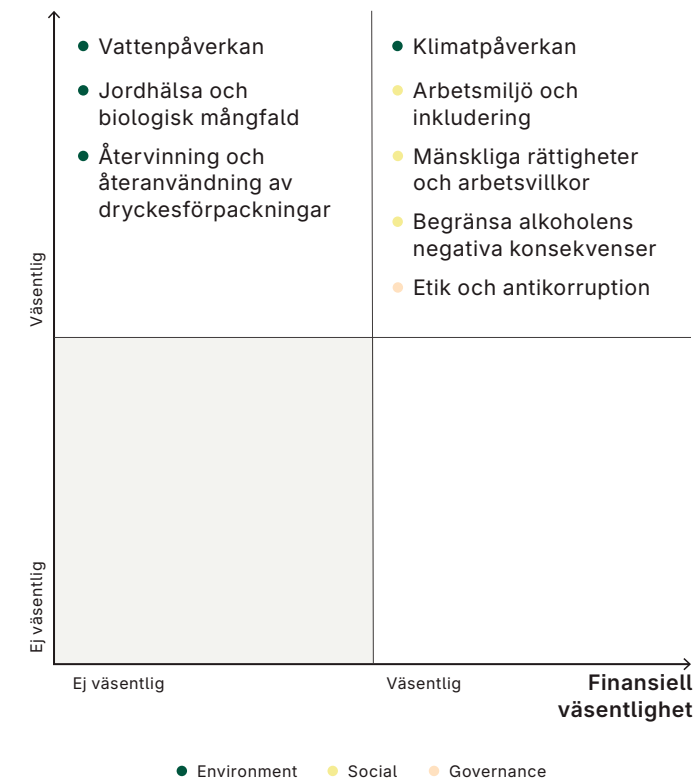 Vattenpåverkan
Jordhälsa och
biologisk mångfald
Återvinning och
återanvändning av
dryckesförpackningar
Klimatpåverkan
Arbetsmiljö och
inkludering
Mänskliga rättigheter
och arbetsvillkor
Begränsa alkoholens
negativa konsekvenser
Etik och antikorruption
Väsentlig
Ej väsentlig
Ej väsentlig
Väsentlig
Finansiell
väsentlighet
Environment
Social
Governance